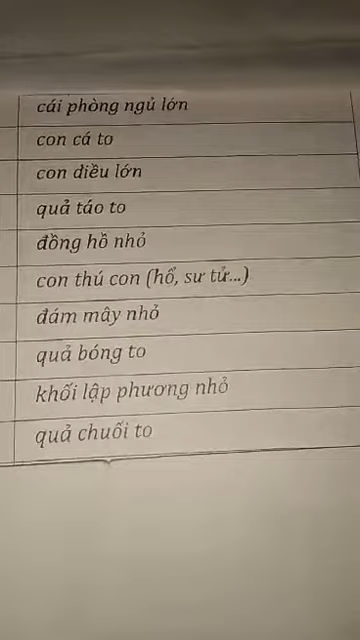 cái phòng ngủ lớn
con cá to
con diều lớn
quả táo to
đồng hồ nhỏ
con thú con (hổ, sư tử...)
đám mây nhỏ
quả bóng to
khối lập phương nhỏ
quả chuối to